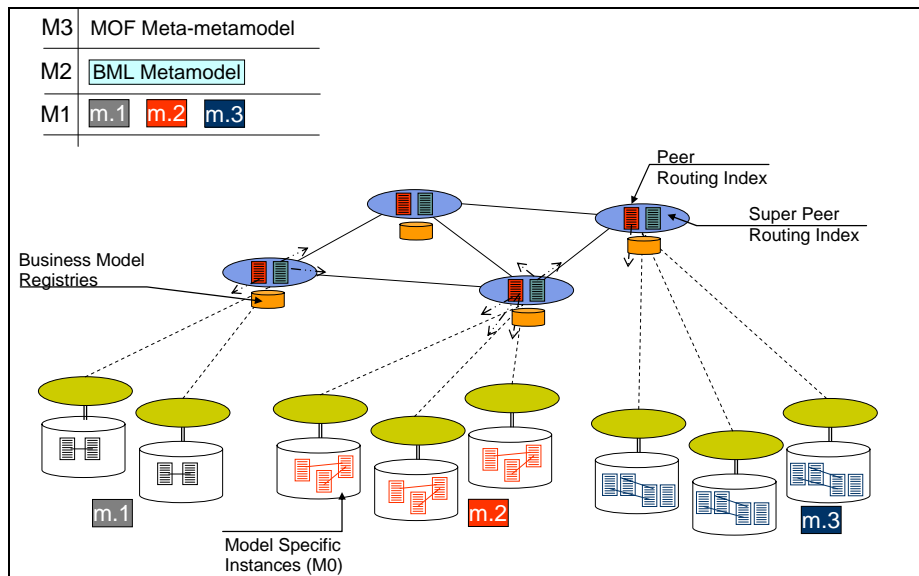 M3 MOF Meta-metamodel
M2 BML Metamodel
M1 m.1 m.2 m.3
Peer
Routing Index
Super Peer
Routing Index
Business Model
Registries
m.1
m.2
m.3
Model Specific
Instances (M0)